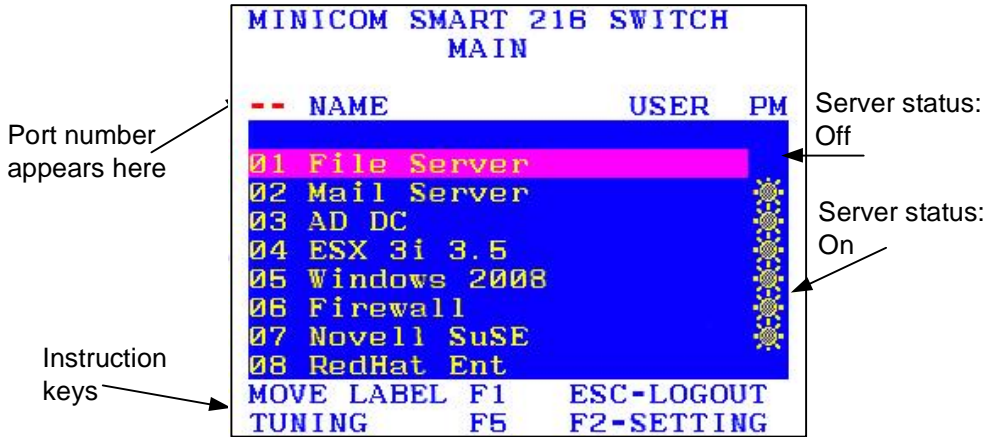 MINICOM SMART 216 SWITCH
MAIN
-- NAME USER PM
01 File Server
02 Mail Server
03 AD DC
04 ESX 3i 3.5
05 Windows 2008
06 Firewall
07 Novell SuSE
08 RedHat Ent
MOVE LABEL F1 ESC-LOGOUT
TUNING F5 F2-SETTING
Port number
appears here
Instruction
keys
Server status:
Off
Server status:
On